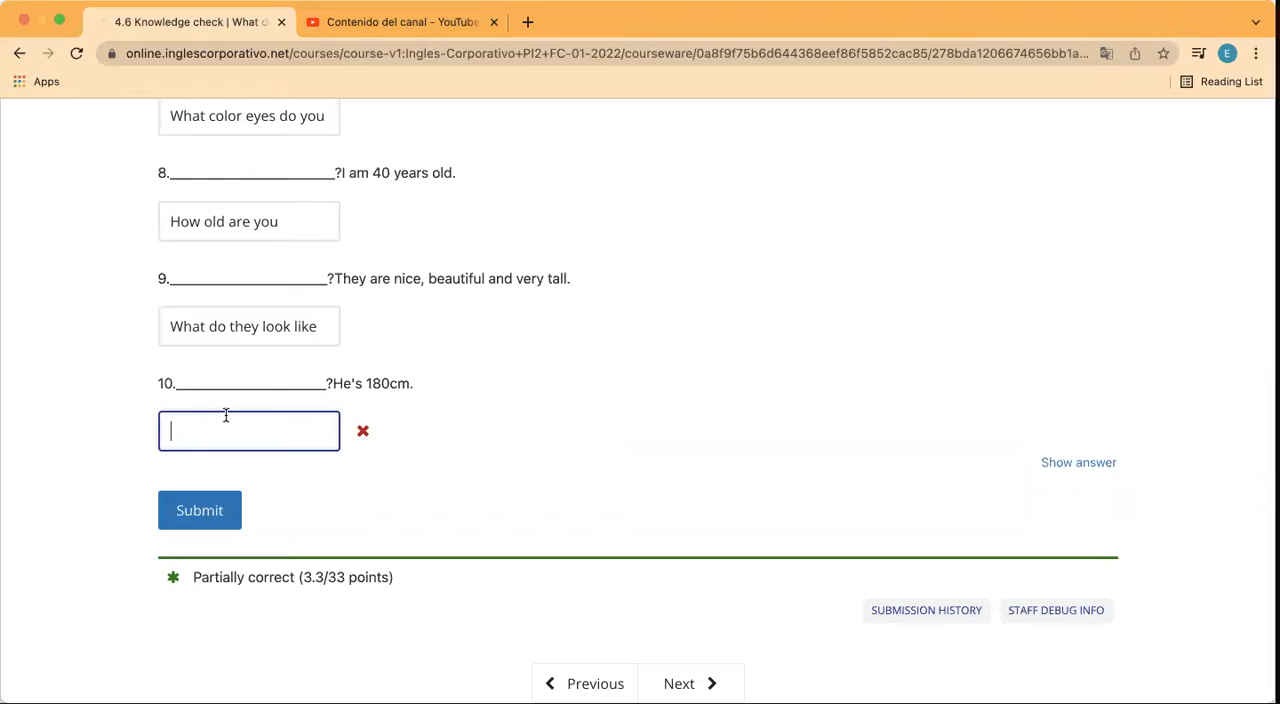 4.6 Knowledge check | What d
Contenido del canal - YouTube
online.inglescorporativo.net/courses/course-v1:Ingles-Corporativo+PI2+FC-01-2022/courseware/0a8f9f75b6d644368eef86f5852cac85/278bda1206674656bb1a...
E
Apps
Reading List
What color eyes do you
8.______________________?I am 40 years old.
How old are you
9._____________________?They are nice, beautiful and very tall.
What do they look like
10.____________________?He's 180cm.
Show answer
Submit
Partially correct (3.3/33 points)
SUBMISSION HISTORY
STAFF DEBUG INFO
Previous
Next